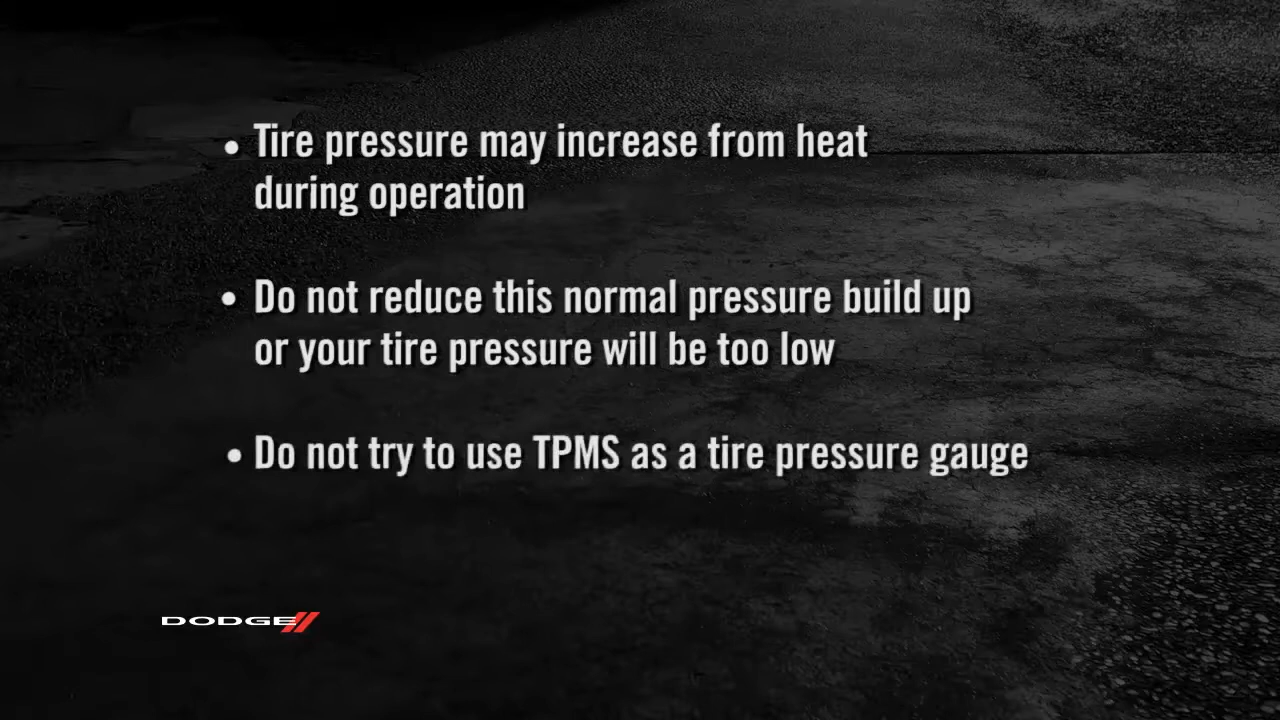 • Tire pressure may increase from heat
during operation
• Do not reduce this normal pressure build up
or your tire pressure will be too low
• Do not try to use TPMS as a tire pressure gauge
DODGE